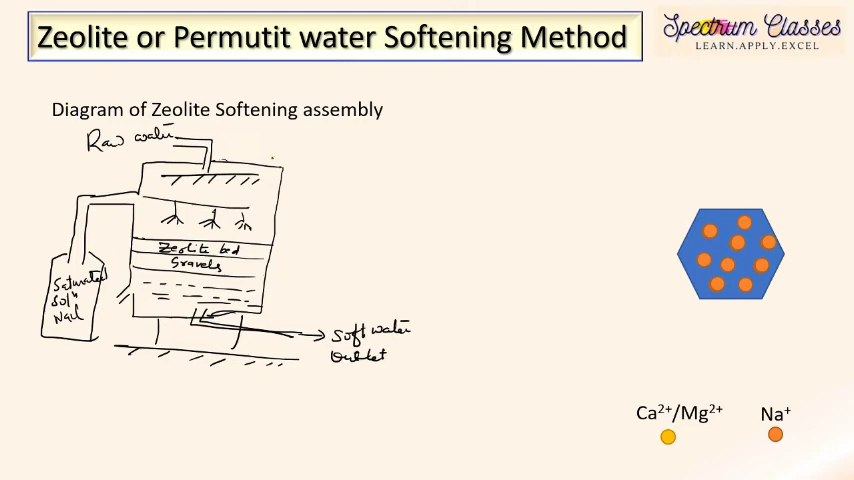 Zeolite or Permutit water Softening Method
Spectrum Classes
LEARN.APPLY.EXCEL
Diagram of Zeolite Softening assembly
Raw water
Zeolite bed
Gravels
Saturated
Solⁿ
NaCl
Soft water
Outlet
Ca²⁺/Mg²⁺
Na⁺